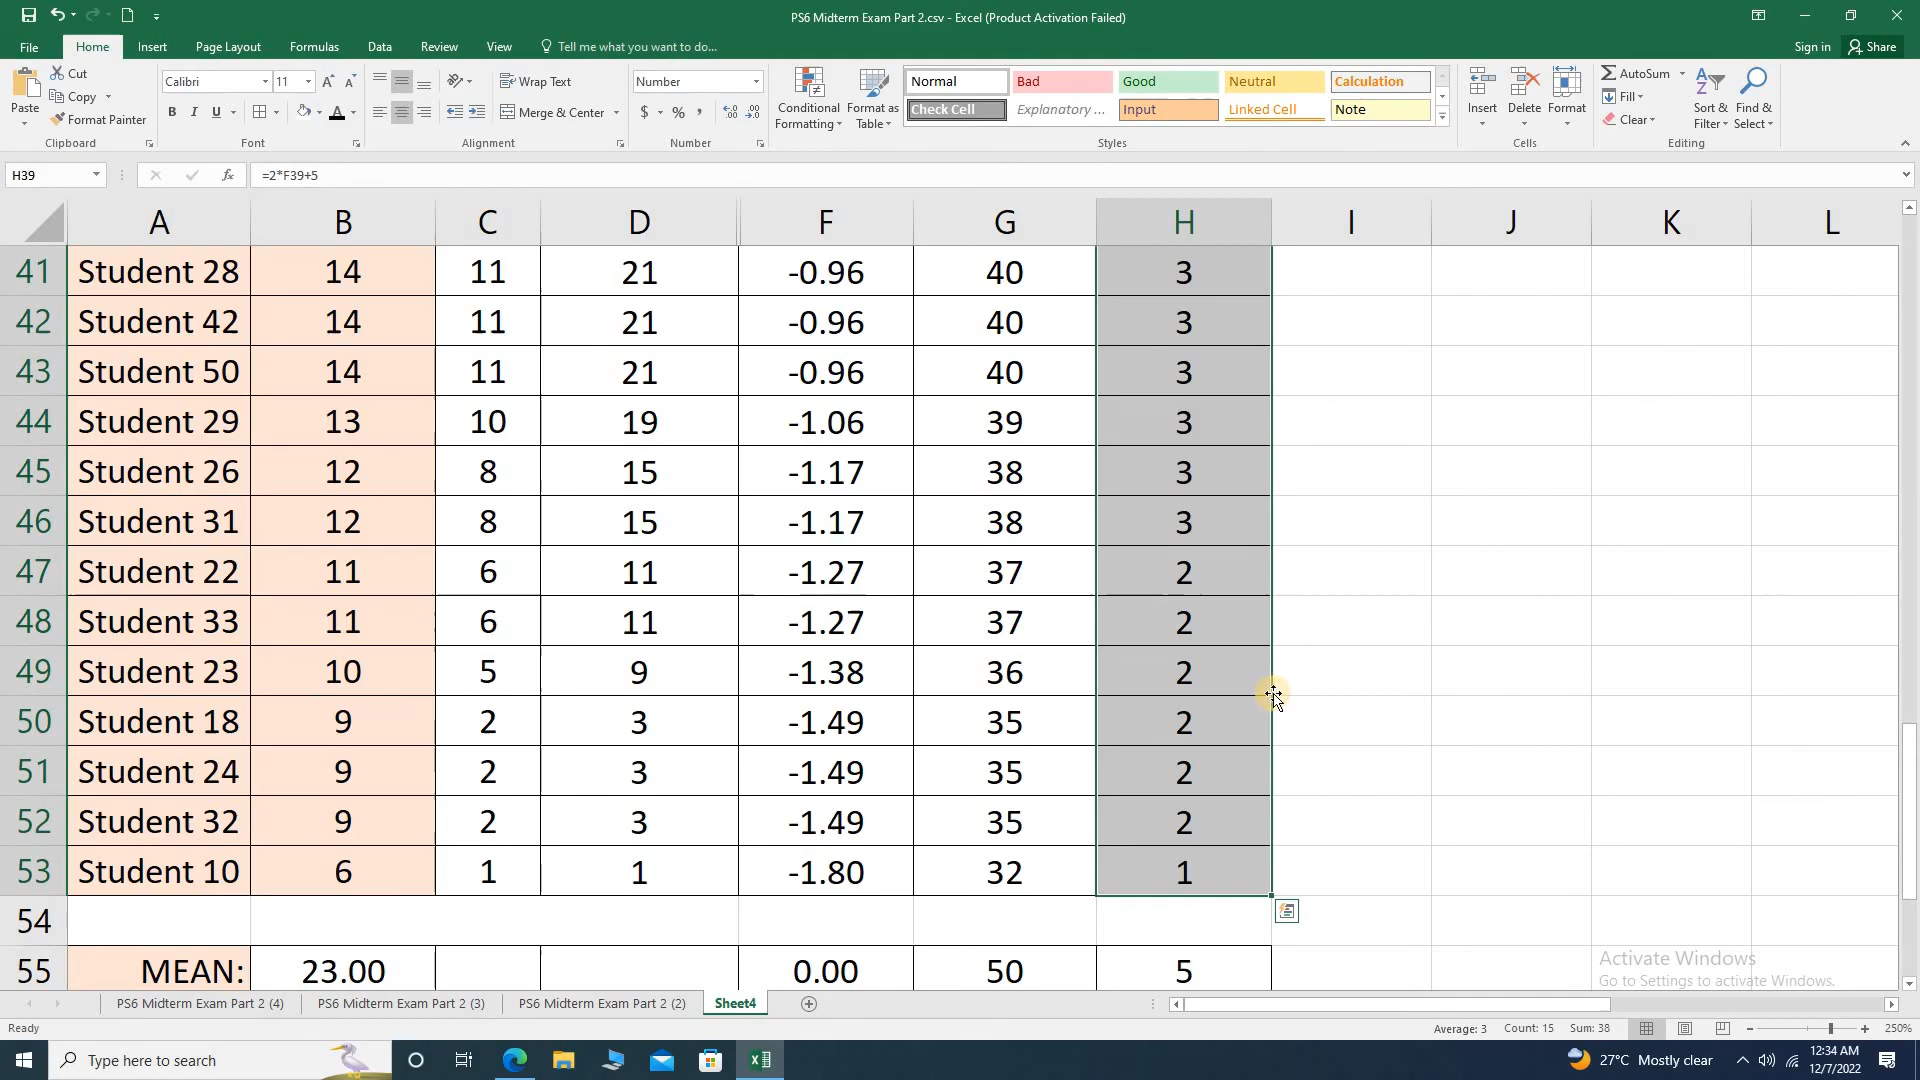 PS6 Midterm Exam Part 2.csv - Excel (Product Activation Failed)
File Home Insert Page Layout Formulas Data Review View Tell me what you want to do... Sign in Share
Paste Cut Copy Format Painter
Calibri 11
B I U A
Wrap Text
Merge & Center
Number
$ % ,
Conditional Formatting
Format as Table
Normal Bad Good Neutral Calculation
Check Cell Explanatory ... Input Linked Cell Note
Insert Delete Format
AutoSum
Fill
Clear
Sort & Filter
Find & Select
Clipboard Font Alignment Number Styles Cells Editing
H39 fx =2*F39+5
A B C D F G H I J K L
41 Student 28 14 11 21 -0.96 40 3
42 Student 42 14 11 21 -0.96 40 3
43 Student 50 14 11 21 -0.96 40 3
44 Student 29 13 10 19 -1.06 39 3
45 Student 26 12 8 15 -1.17 38 3
46 Student 31 12 8 15 -1.17 38 3
47 Student 22 11 6 11 -1.27 37 2
48 Student 33 11 6 11 -1.27 37 2
49 Student 23 10 5 9 -1.38 36 2
50 Student 18 9 2 3 -1.49 35 2
51 Student 24 9 2 3 -1.49 35 2
52 Student 32 9 2 3 -1.49 35 2
53 Student 10 6 1 1 -1.80 32 1
54
55 MEAN: 23.00 0.00 50 5
Activate Windows
Go to Settings to activate Windows.
PS6 Midterm Exam Part 2 (4) PS6 Midterm Exam Part 2 (3) PS6 Midterm Exam Part 2 (2) Sheet4
Ready Average: 3 Count: 15 Sum: 38 250%
Type here to search 27°C Mostly clear 12:34 AM
12/7/2022